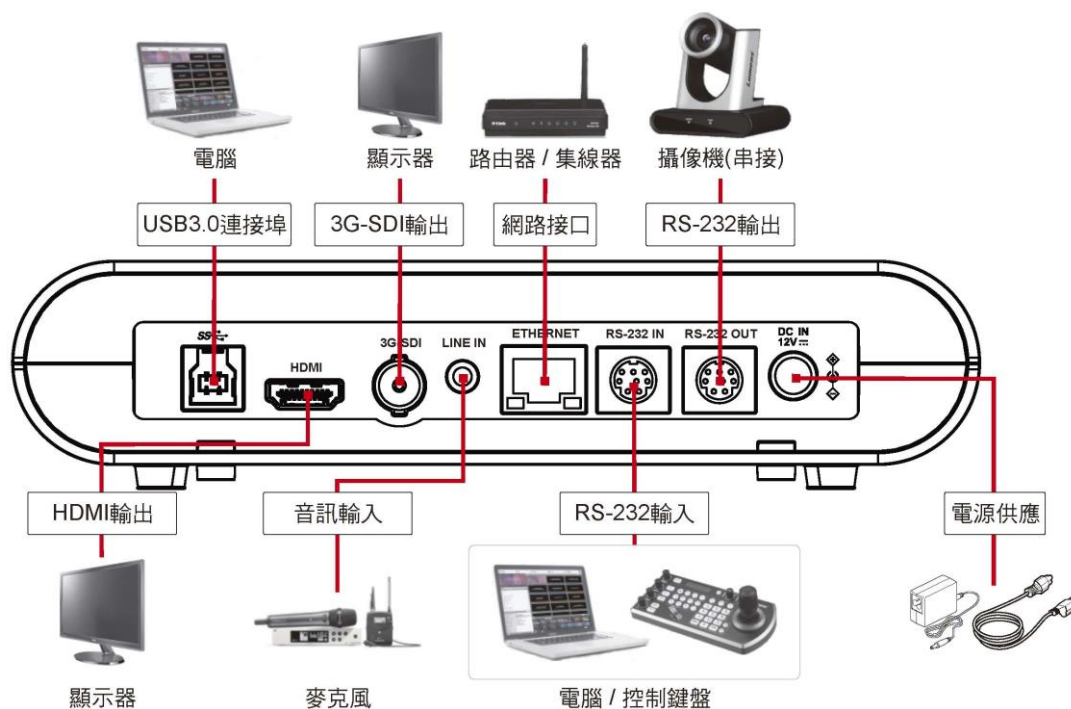 電腦
顯示器
路由器 / 集線器
攝像機(串接)
USB3.0連接埠
3G-SDI輸出
網路接口
RS-232輸出
SS
HDMI
3G-SDI
LINE IN
ETHERNET
RS-232 IN
RS-232 OUT
DC IN
12V
HDMI輸出
音訊輸入
RS-232輸入
電源供應
顯示器
麥克風
電腦 / 控制鍵盤